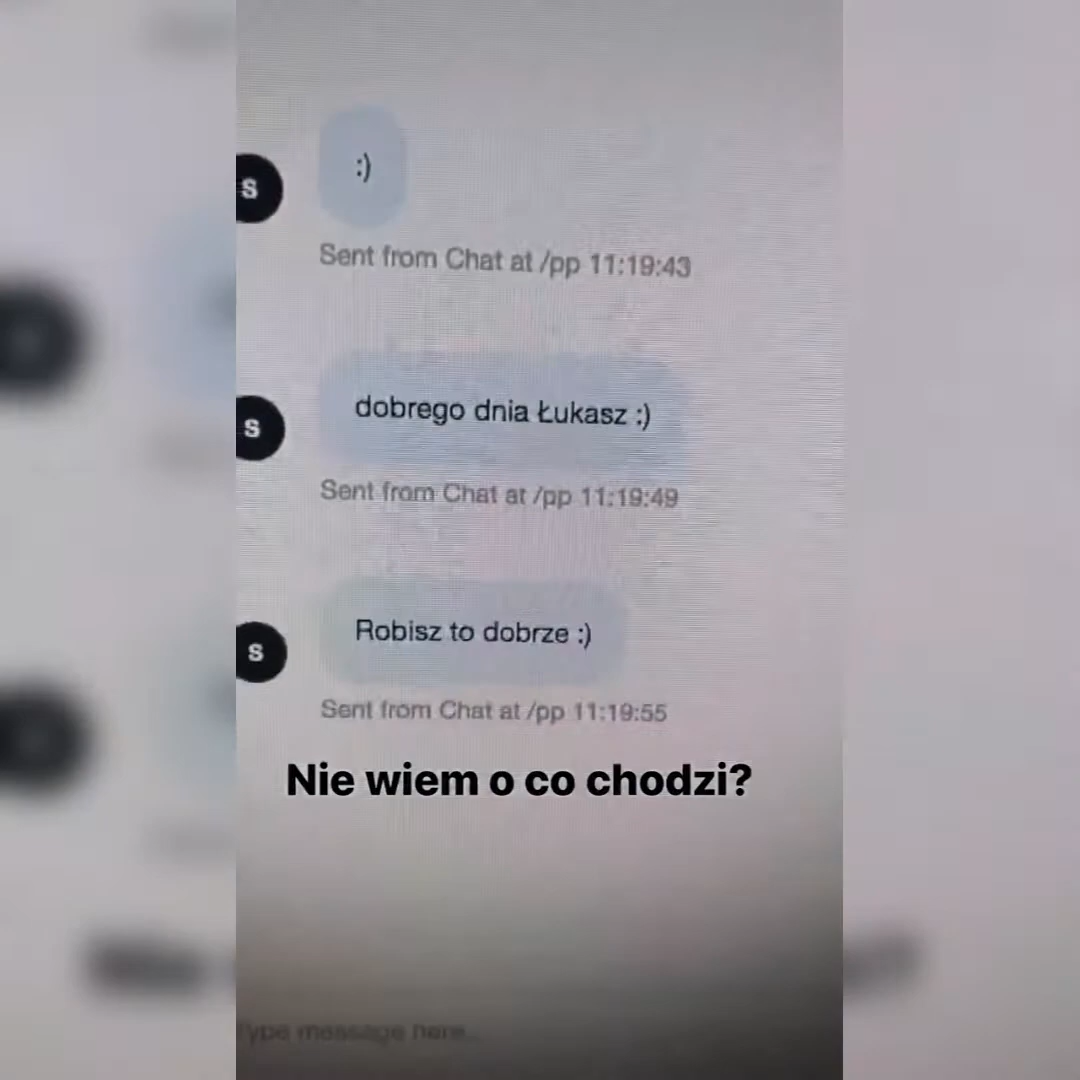 :)
S
Sent from Chat at /pp 11:19:43
dobrego dnia Łukasz :)
S
Sent from Chat at /pp 11:19:49
Robisz to dobrze :)
S
Sent from Chat at /pp 11:19:55
Nie wiem o co chodzi?
Type message here...